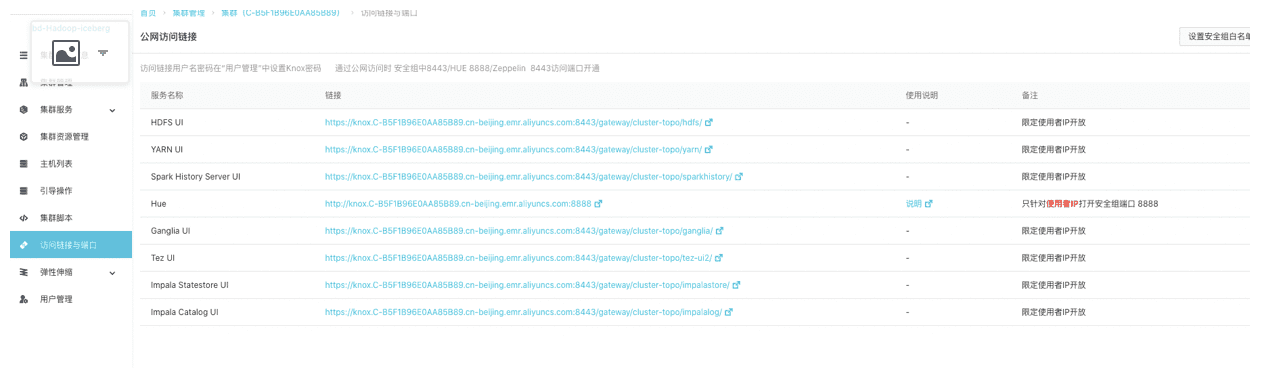 首页 > 集群管理 > 集群（C-B5F1B96E0AA85B89） > 访问链接与端口
bd-Hadoop-iceberg
公网访问链接
设置安全组白名单
集群管理
集群服务
集群资源管理
主机列表
引导操作
集群脚本
访问链接与端口
弹性伸缩
用户管理
访问链接用户名密码在"用户管理"中设置Knox密码 通过公网访问时 安全组中8443/HUE 8888/Zeppelin 8443访问端口开通
服务名称 链接 使用说明 备注
HDFS UI https://knox.C-B5F1B96E0AA85B89.cn-beijing.emr.aliyuncs.com:8443/gateway/cluster-topo/hdfs/ - 限定使用者IP开放
YARN UI https://knox.C-B5F1B96E0AA85B89.cn-beijing.emr.aliyuncs.com:8443/gateway/cluster-topo/yarn/ - 限定使用者IP开放
Spark History Server UI https://knox.C-B5F1B96E0AA85B89.cn-beijing.emr.aliyuncs.com:8443/gateway/cluster-topo/sparkhistory/ - 限定使用者IP开放
Hue http://knox.C-B5F1B96E0AA85B89.cn-beijing.emr.aliyuncs.com:8888 说明 只针对使用者IP打开安全组端口 8888
Ganglia UI https://knox.C-B5F1B96E0AA85B89.cn-beijing.emr.aliyuncs.com:8443/gateway/cluster-topo/ganglia/ - 限定使用者IP开放
Tez UI https://knox.C-B5F1B96E0AA85B89.cn-beijing.emr.aliyuncs.com:8443/gateway/cluster-topo/tez-ui2/ - 限定使用者IP开放
Impala Statestore UI https://knox.C-B5F1B96E0AA85B89.cn-beijing.emr.aliyuncs.com:8443/gateway/cluster-topo/impalastore/ - 限定使用者IP开放
Impala Catalog UI https://knox.C-B5F1B96E0AA85B89.cn-beijing.emr.aliyuncs.com:8443/gateway/cluster-topo/impalalog/ - 限定使用者IP开放